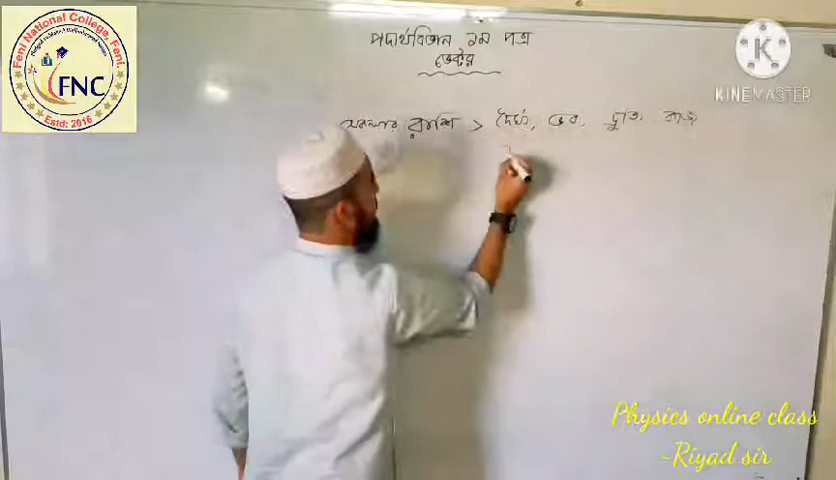 Feni National College, Feni.
FNC
Estd: 2016
পদার্থবিজ্ঞান ১ম পত্র
ভেক্টর
KINEMASTER
স্কেলার রাশি > দৈর্ঘ্য, ভর, দ্রুতি, কাজ
Physics online class
-Riyad sir